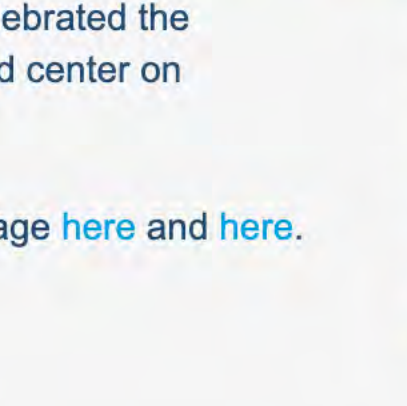 ebrated the
d center on
age here and here.